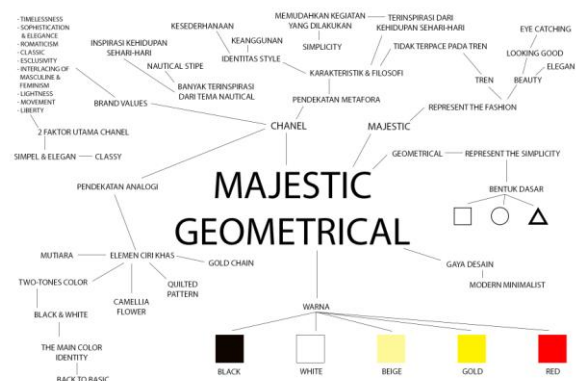 - TIMELESSNESS
- SOPHISTICATION
& ELEGANCE
- ROMATICISM
- CLASSIC
- ESCLUSIVITY
- INTERLACING OF
MASCULINE &
FEMINISM
- LIGHTNESS
- MOVEMENT
- LIBERTY
KESEDERHANAAN
KEANGGUNAN
IDENTITAS STYLE
INSPIRASI KEHIDUPAN
SEHARI-HARI
NAUTICAL STIPE
BANYAK TERINSPIRASI
DARI TEMA NAUTICAL
BRAND VALUES
MEMUDAHKAN KEGIATAN
YANG DILAKUKAN
SIMPLICITY
TERINSPIRASI DARI
KEHIDUPAN SEHARI-HARI
TIDAK TERPACE PADA TREN
KARAKTERISTIK & FILOSOFI
PENDEKATAN METAFORA
EYE CATCHING
LOOKING GOOD
ELEGAN
TREN
BEAUTY
REPRESENT THE FASHION
CHANEL
MAJESTIC
2 FAKTOR UTAMA CHANEL
SIMPEL & ELEGAN
CLASSY
GEOMETRICAL
REPRESENT THE SIMPLICITY
BENTUK DASAR
PENDEKATAN ANALOGI
MAJESTIC
GEOMETRICAL
MUTIARA
ELEMEN CIRI KHAS
GOLD CHAIN
TWO-TONES COLOR
CAMELLIA
FLOWER
QUILTED
PATTERN
BLACK & WHITE
THE MAIN COLOR
IDENTITY
BACK TO BASIC
GAYA DESAIN
MODERN MINIMALIST
WARNA
BLACK
WHITE
BEIGE
GOLD
RED